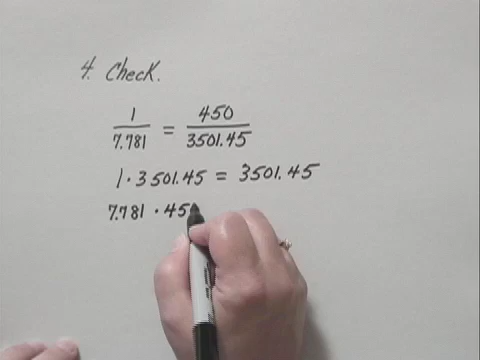 4. Check.
1/7.781 = 450/3501.45
1 · 3501.45 = 3501.45
7.781 · 45